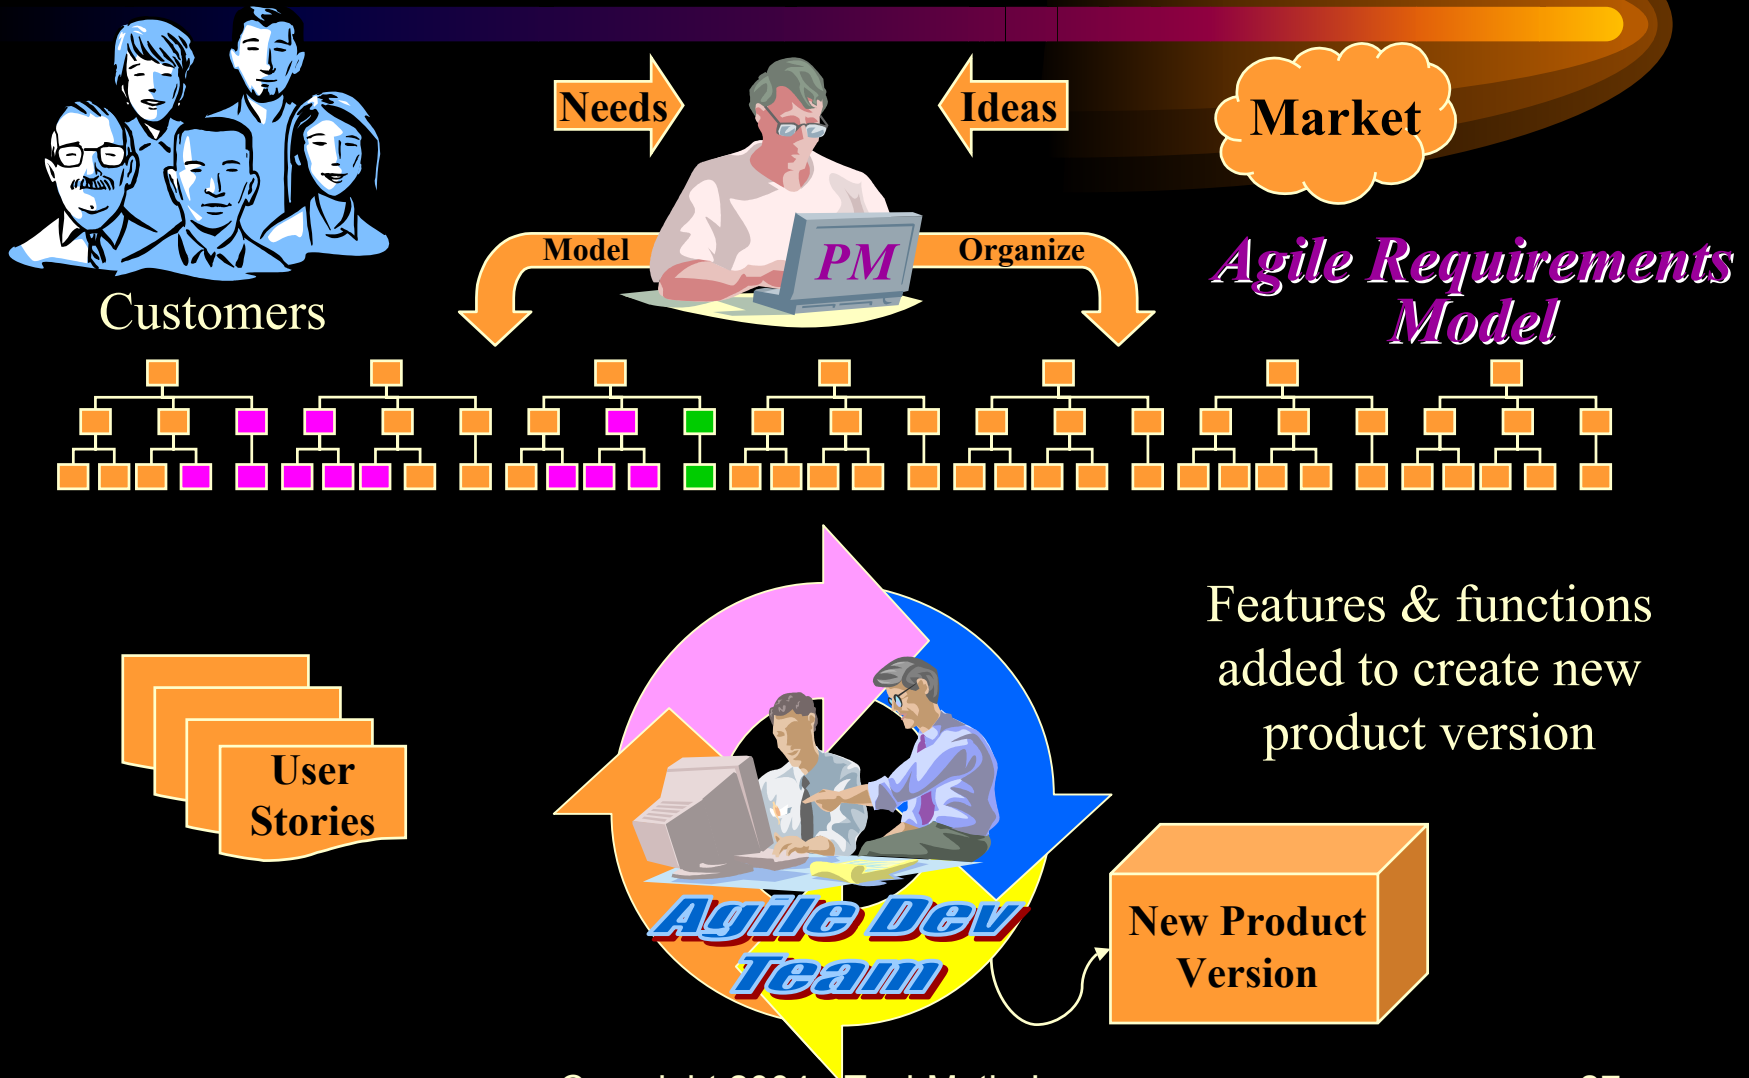 Needs
Ideas
Market
Model
PM
Organize
Agile Requirements
Model
Customers
Features & functions
added to create new
product version
User
Stories
Agile Dev
Team
New Product
Version